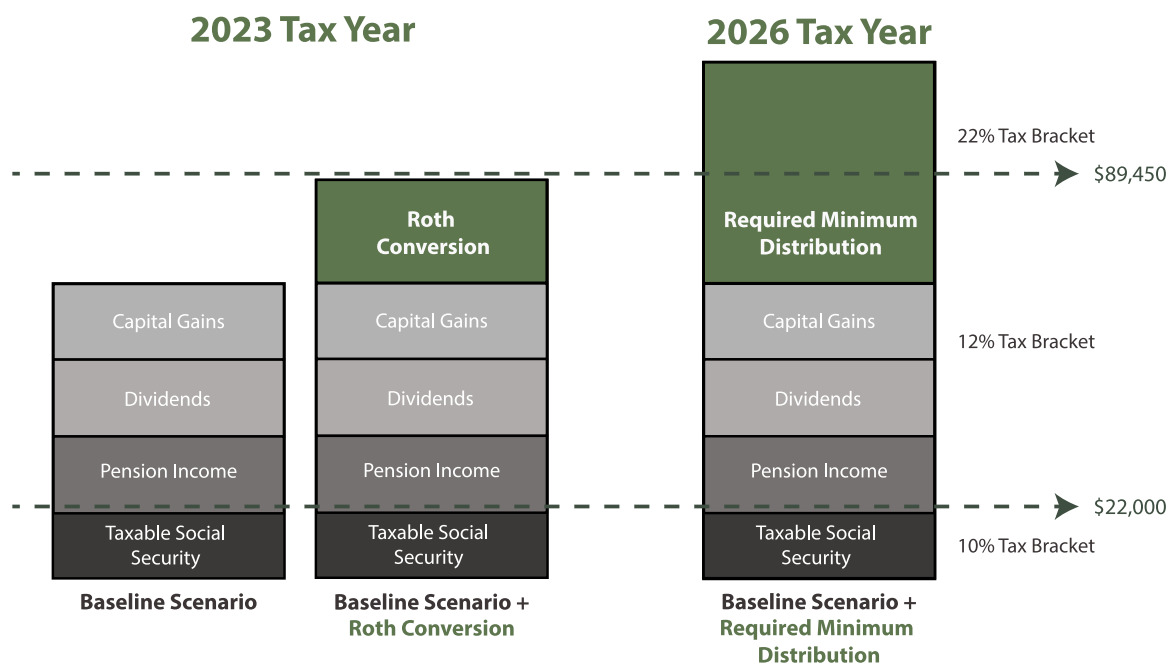 2023 Tax Year
2026 Tax Year
22% Tax Bracket
$89,450
Roth
Conversion
Required Minimum
Distribution
Capital Gains
Capital Gains
Capital Gains
12% Tax Bracket
Dividends
Dividends
Dividends
Pension Income
Pension Income
Pension Income
$22,000
Taxable Social
Security
Taxable Social
Security
Taxable Social
Security
10% Tax Bracket
Baseline Scenario
Baseline Scenario +
Roth Conversion
Baseline Scenario +
Required Minimum
Distribution